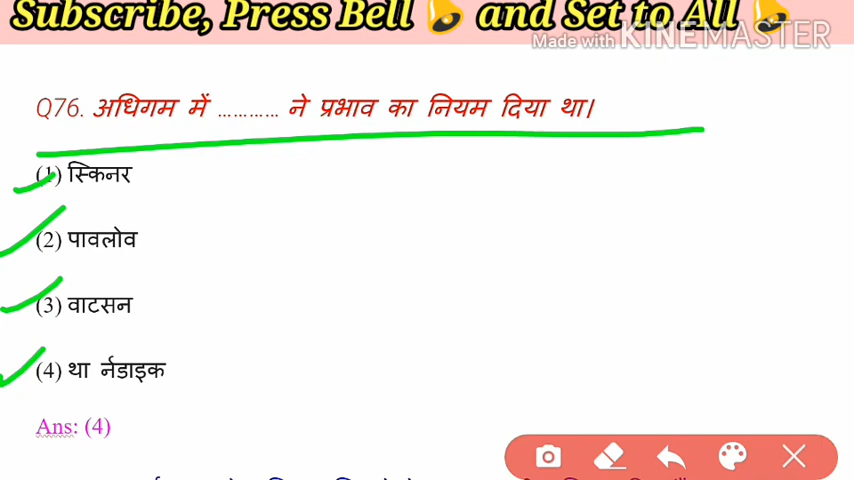 Subscribe, Press Bell 🔔 and Set to All 🔔
Made with KINEMASTER
Q76. अधिगम में ………… ने प्रभाव का नियम दिया था।
(1) स्किनर
(2) पावलोव
(3) वाटसन
(4) था र्नडाइक
Ans: (4)